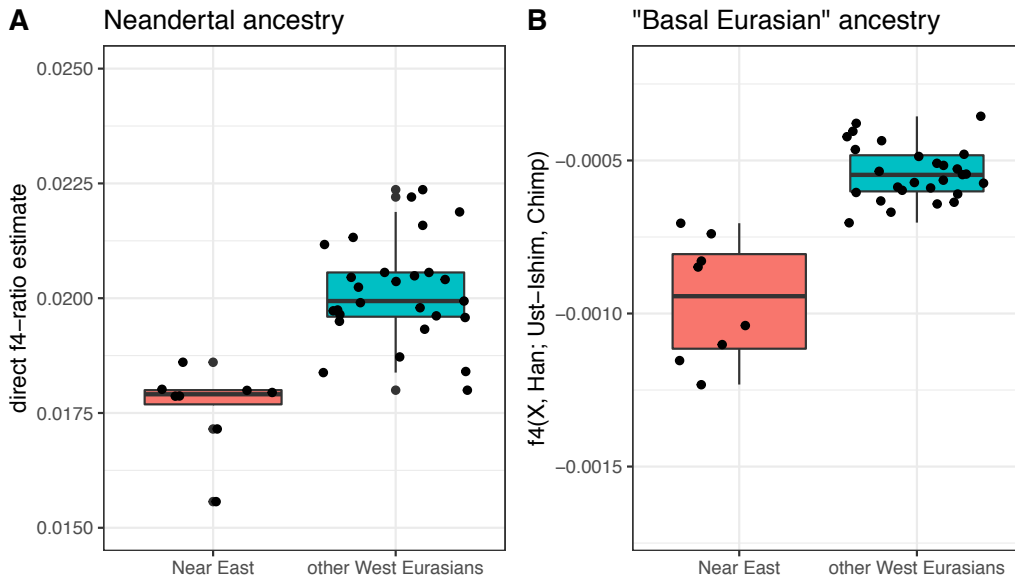 A
Neandertal ancestry
direct f4−ratio estimate
0.0250
0.0225
0.0200
0.0175
0.0150
Near East
other West Eurasians
B
"Basal Eurasian" ancestry
f4(X, Han; Ust−Ishim, Chimp)
−0.0005
−0.0010
−0.0015
Near East
other West Eurasians